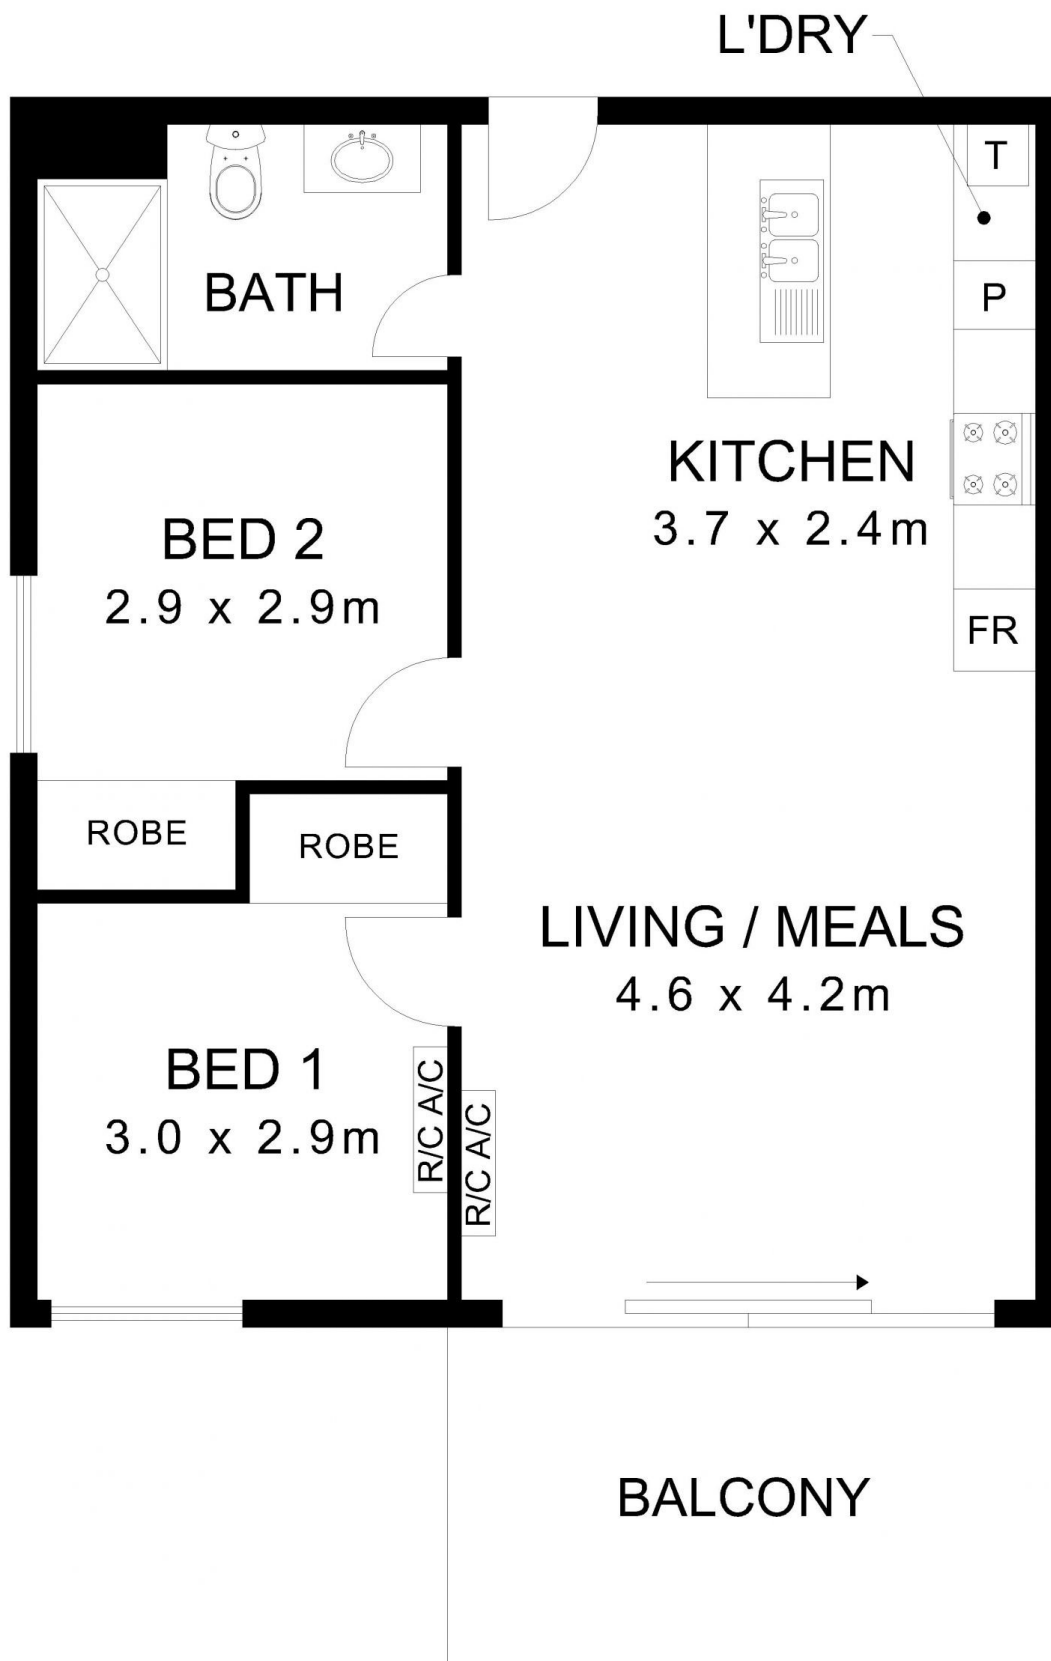 L'DRY
T
BATH
P
KITCHEN
3.7 x 2.4m
BED 2
2.9 x 2.9m
FR
ROBE
ROBE
LIVING / MEALS
4.6 x 4.2m
BED 1
3.0 x 2.9m
R/C A/C
R/C A/C
BALCONY